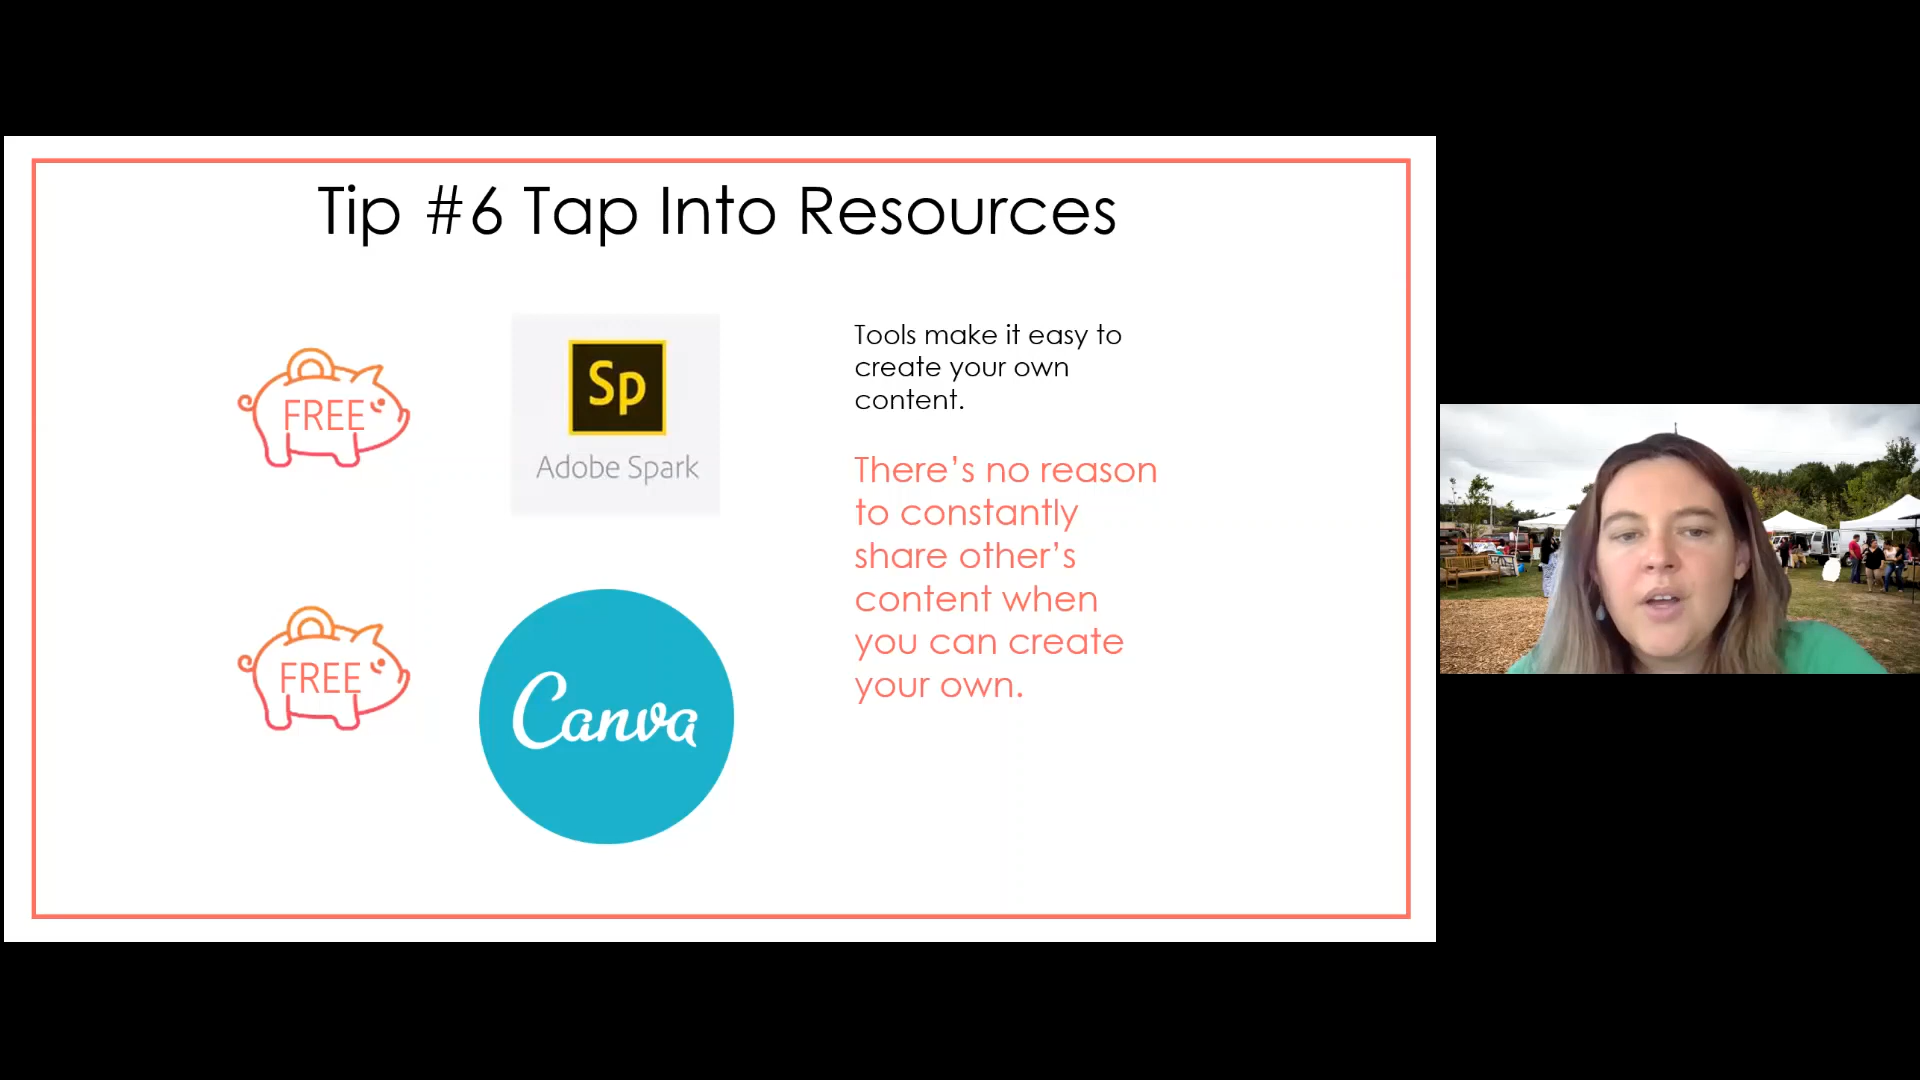 Tip #6 Tap Into Resources
FREE
Sp
Adobe Spark
FREE
Canva
Tools make it easy to
create your own
content.
There’s no reason
to constantly
share other’s
content when
you can create
your own.